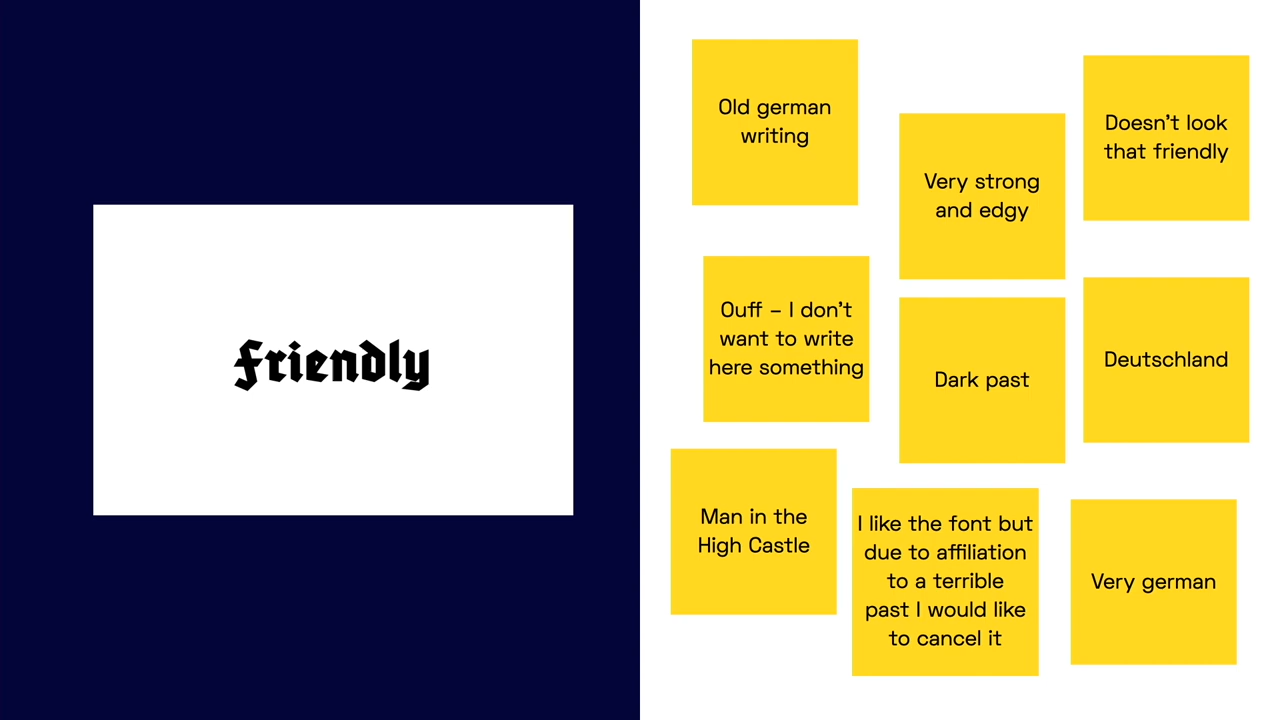 Friendly
Old german
writing
Very strong
and edgy
Doesn't look
that friendly
Ouff – I don't
want to write
here something
Dark past
Deutschland
Man in the
High Castle
I like the font but
due to affiliation
to a terrible
past I would like
to cancel it
Very german